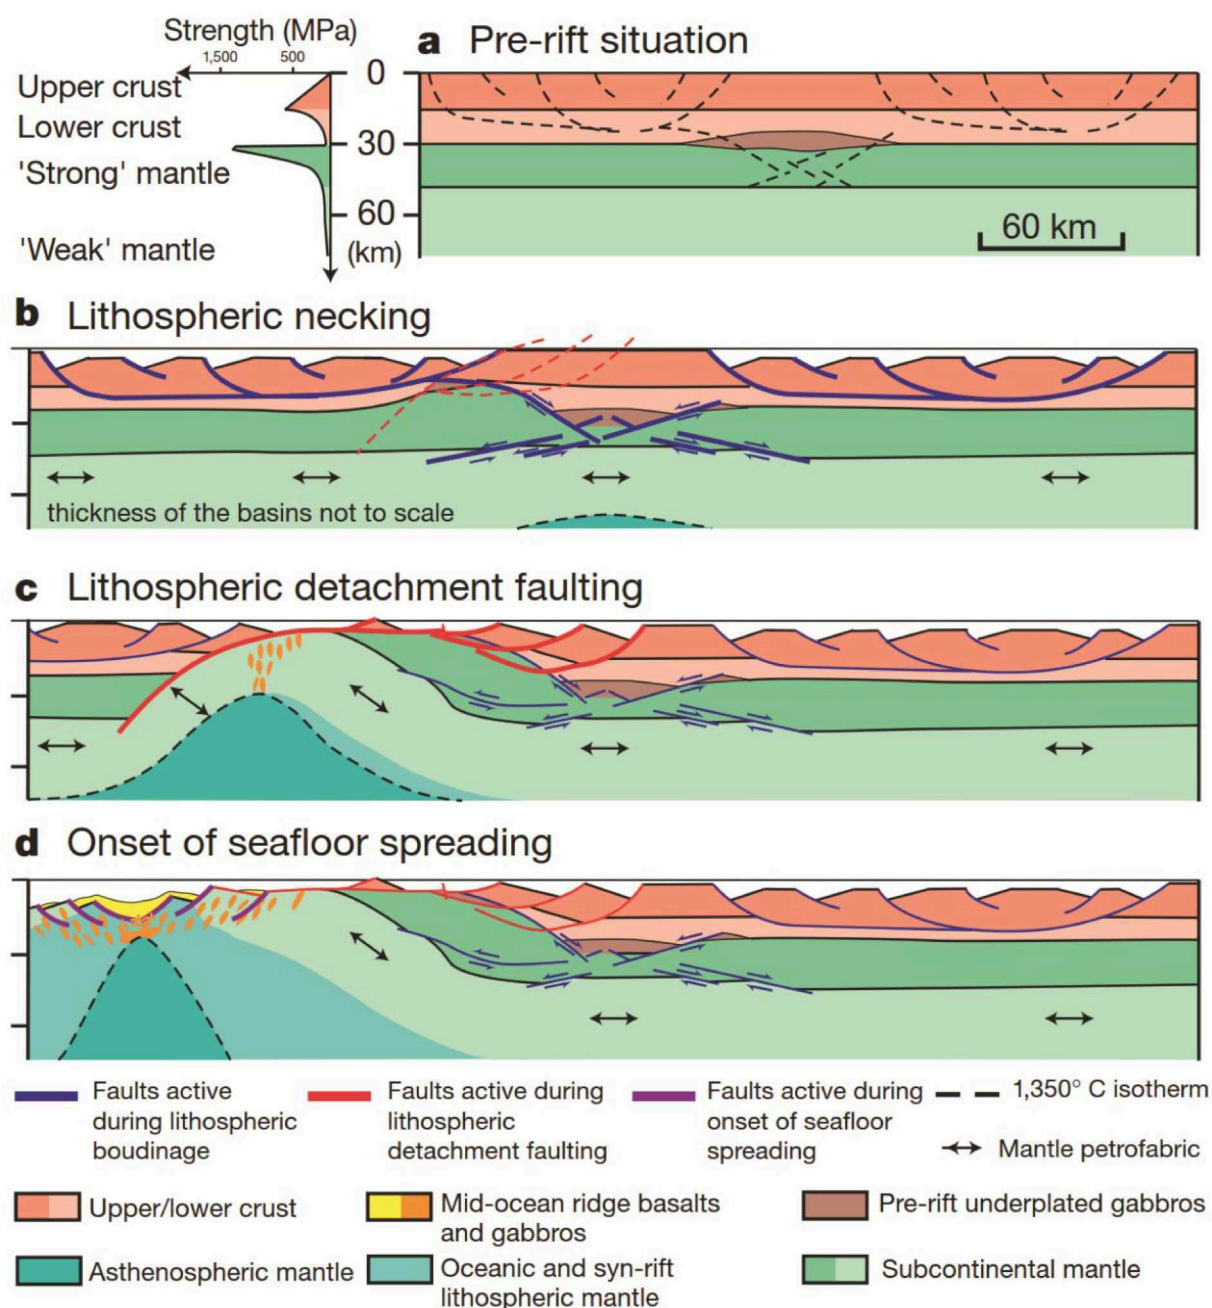 Strength (MPa)
1,500 500
Upper crust
Lower crust
'Strong' mantle
'Weak' mantle
0
30
60
(km)
a Pre-rift situation
60 km
b Lithospheric necking
thickness of the basins not to scale
c Lithospheric detachment faulting
d Onset of seafloor spreading
Faults active
during lithospheric
boudinage
Faults active during
lithospheric
detachment faulting
Faults active during
onset of seafloor
spreading
1,350° C isotherm
Mantle petrofabric
Upper/lower crust
Mid-ocean ridge basalts
and gabbros
Pre-rift underplated gabbros
Asthenospheric mantle
Oceanic and syn-rift
lithospheric mantle
Subcontinental mantle